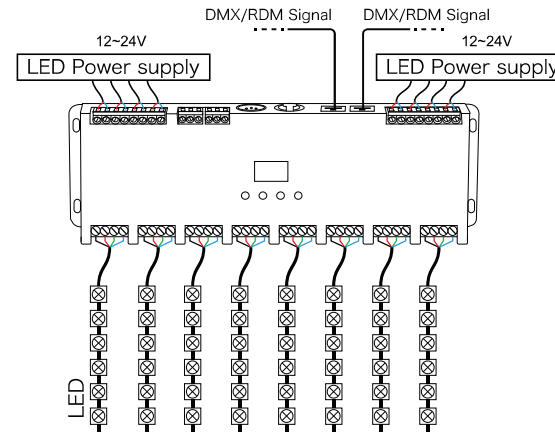 DMX/RDM Signal
DMX/RDM Signal
12~24V
12~24V
LED Power supply
LED Power supply
LED